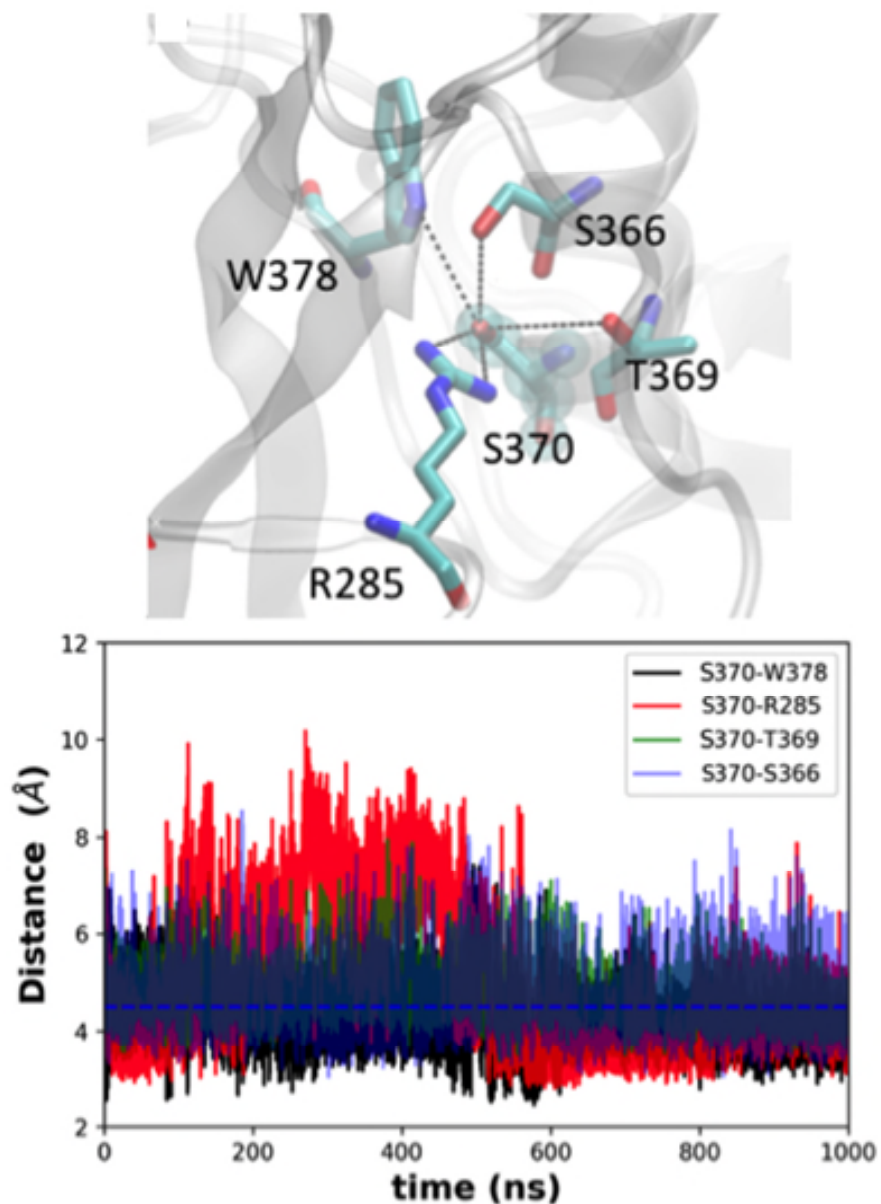 S366
W378
T369
S370
R285
12
10
8
6
4
2
Distance (Å)
S370-W378
S370-R285
S370-T369
S370-S366
0 200 400 600 800 1000
time (ns)